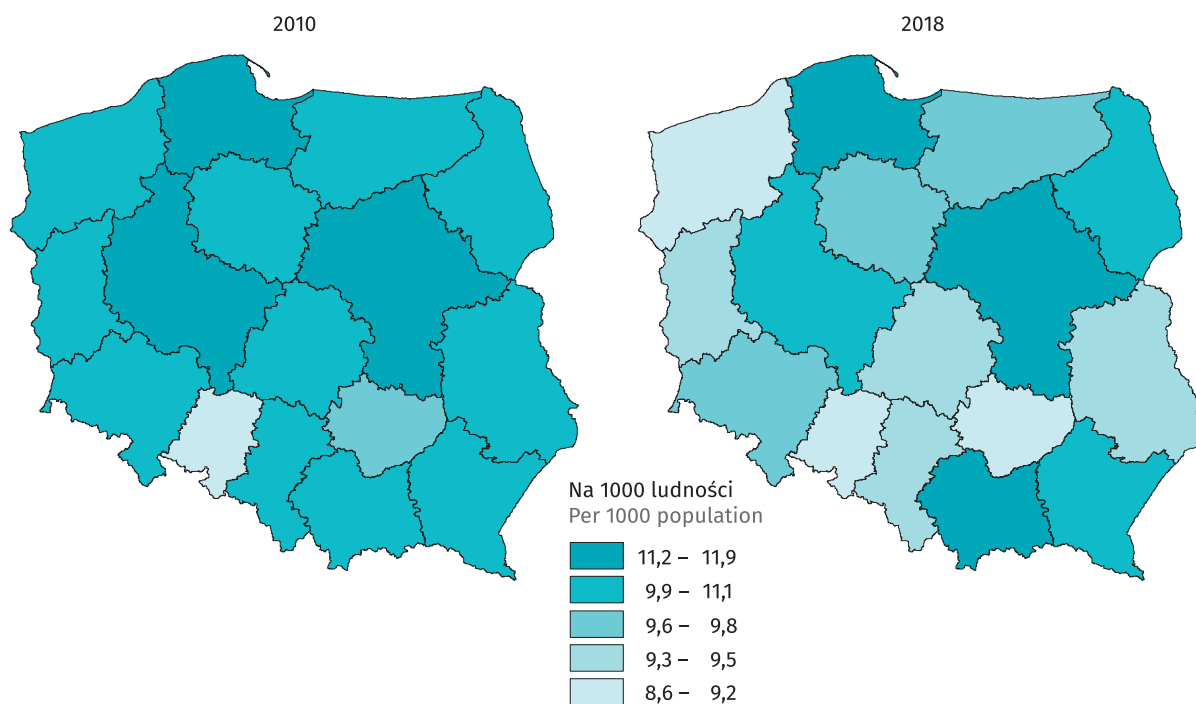 2010
2018
Na 1000 ludności
Per 1000 population
11,2 – 11,9
9,9 – 11,1
9,6 – 9,8
9,3 – 9,5
8,6 – 9,2